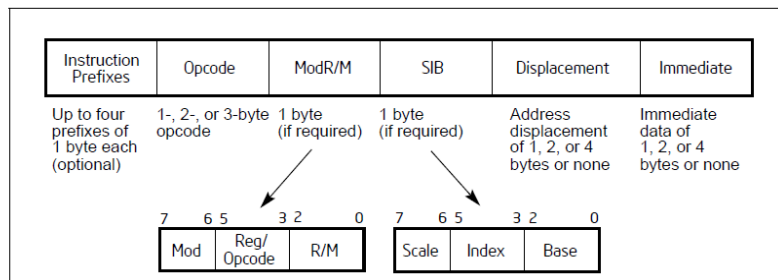 Instruction Prefixes
Opcode
ModR/M
SIB
Displacement
Immediate
Up to four
prefixes of
1 byte each
(optional)
1-, 2-, or 3-byte
opcode
1 byte
(if required)
1 byte
(if required)
Address
displacement
of 1, 2, or 4
bytes or none
Immediate
data of
1, 2, or 4
bytes or none
7 6 5 3 2 0
Mod
Reg/
Opcode
R/M
7 6 5 3 2 0
Scale
Index
Base